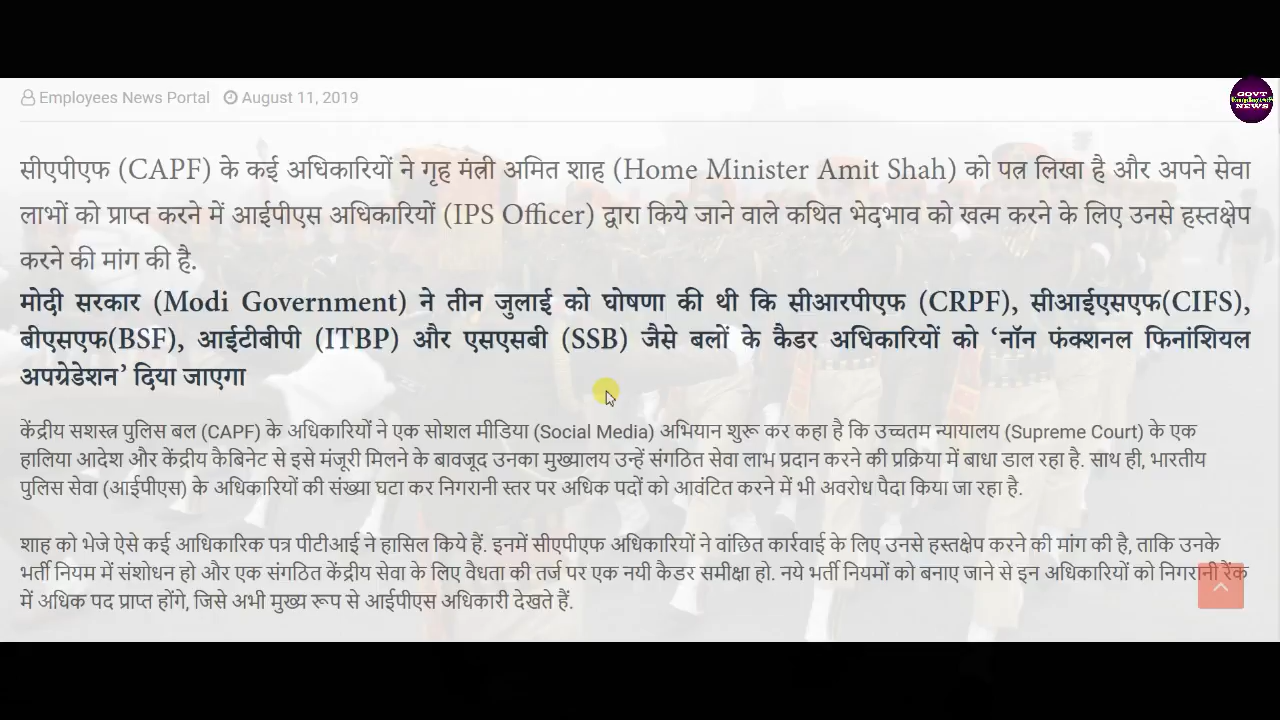 Employees News Portal August 11, 2019
GOVT
Employees
NEWS
सीएपीएफ (CAPF) के कई अधिकारियों ने गृह मंत्री अमित शाह (Home Minister Amit Shah) को पत्र लिखा है और अपने सेवा
लाभों को प्राप्त करने में आईपीएस अधिकारियों (IPS Officer) द्वारा किये जाने वाले कथित भेदभाव को खत्म करने के लिए उनसे हस्तक्षेप
करने की मांग की है.
मोदी सरकार (Modi Government) ने तीन जुलाई को घोषणा की थी कि सीआरपीएफ (CRPF), सीआईएसएफ(CIFS),
बीएसएफ(BSF), आईटीबीपी (ITBP) और एसएसबी (SSB) जैसे बलों के कैडर अधिकारियों को ‘नॉन फंक्शनल फिनांशियल
अपग्रेडेशन’ दिया जाएगा
केंद्रीय सशस्त्र पुलिस बल (CAPF) के अधिकारियों ने एक सोशल मीडिया (Social Media) अभियान शुरू कर कहा है कि उच्चतम न्यायालय (Supreme Court) के एक
हालिया आदेश और केंद्रीय कैबिनेट से इसे मंजूरी मिलने के बावजूद उनका मुख्यालय उन्हें संगठित सेवा लाभ प्रदान करने की प्रक्रिया में बाधा डाल रहा है. साथ ही, भारतीय
पुलिस सेवा (आईपीएस) के अधिकारियों की संख्या घटा कर निगरानी स्तर पर अधिक पदों को आवंटित करने में भी अवरोध पैदा किया जा रहा है.
शाह को भेजे ऐसे कई आधिकारिक पत्र पीटीआई ने हासिल किये हैं. इनमें सीएपीएफ अधिकारियों ने वांछित कार्रवाई के लिए उनसे हस्तक्षेप करने की मांग की है, ताकि उनके
भर्ती नियम में संशोधन हो और एक संगठित केंद्रीय सेवा के लिए वैधता की तर्ज पर एक नयी कैडर समीक्षा हो. नये भर्ती नियमों को बनाए जाने से इन अधिकारियों को निगरानी रैंक
में अधिक पद प्राप्त होंगे, जिसे अभी मुख्य रूप से आईपीएस अधिकारी देखते हैं.